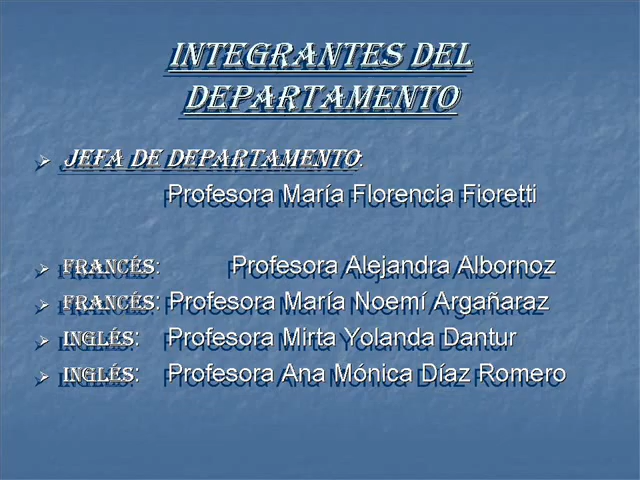 INTEGRANTES DEL
DEPARTAMENTO
JEFA DE DEPARTAMENTO:
Profesora María Florencia Fioretti
FRANCÉS: Profesora Alejandra Albornoz
FRANCÉS: Profesora María Noemí Argañaraz
INGLÉS: Profesora Mirta Yolanda Dantur
INGLÉS: Profesora Ana Mónica Díaz Romero